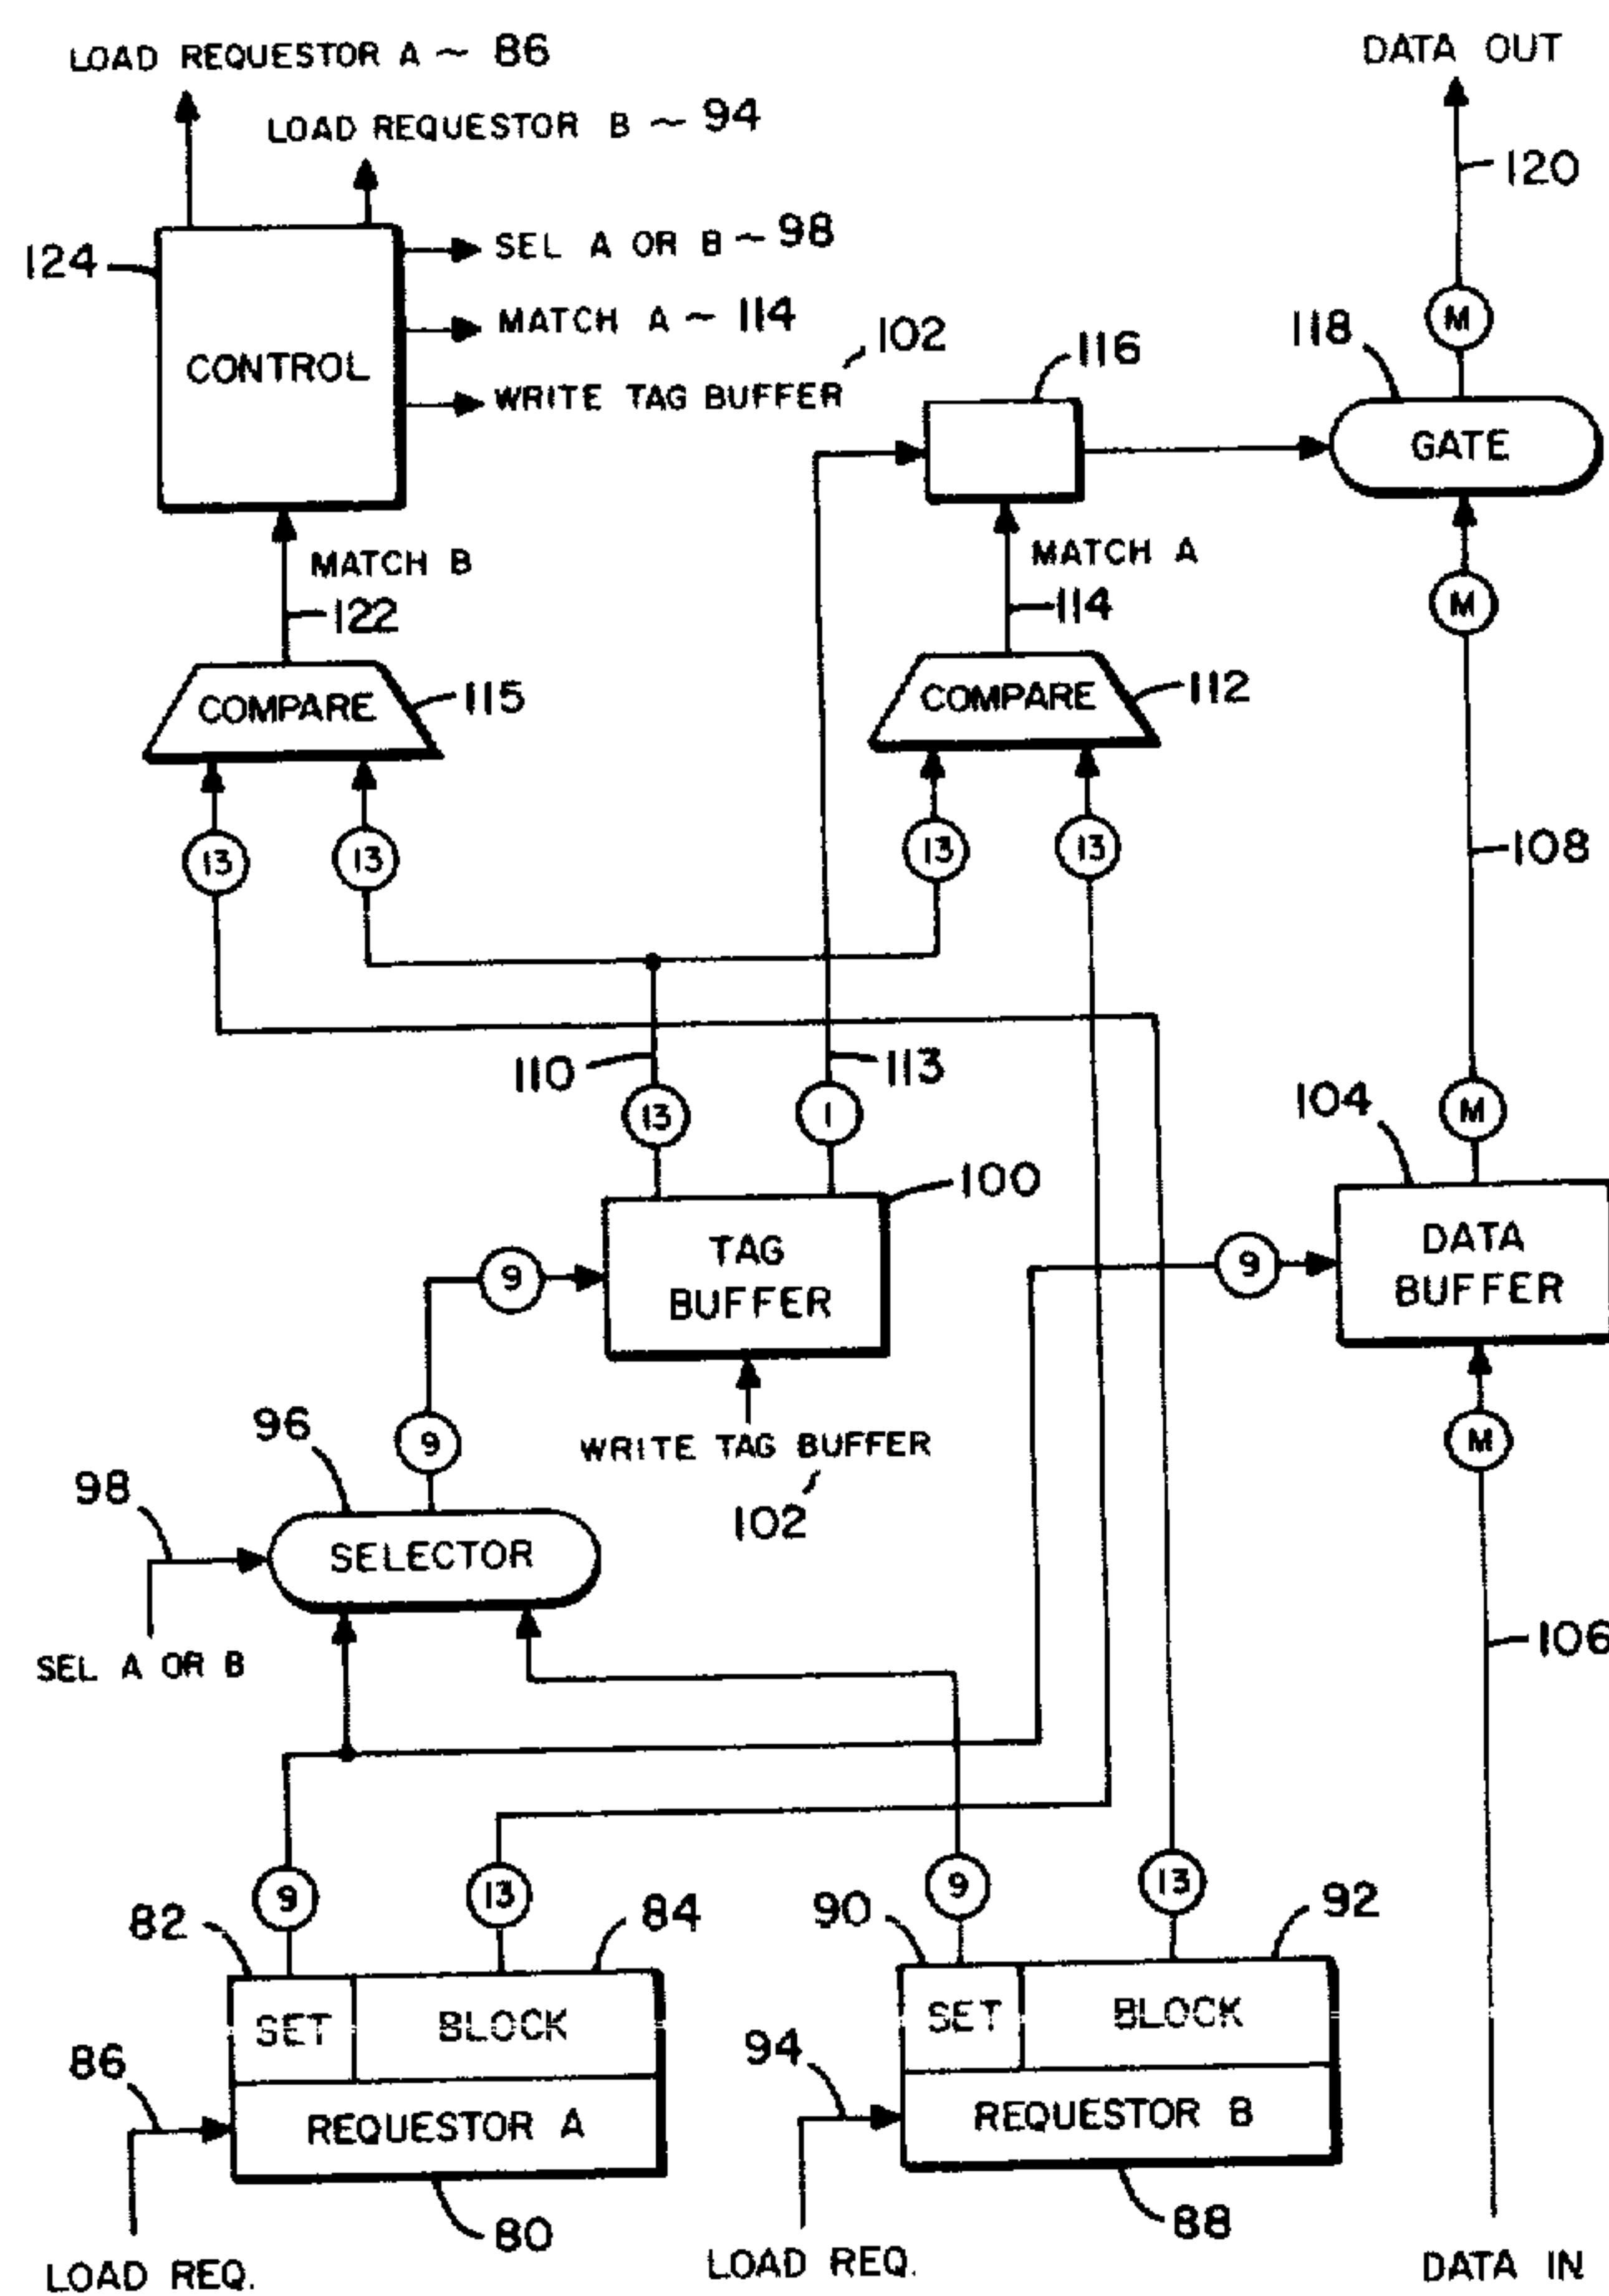 LOAD REQUESTOR A ~ 86
DATA OUT
LOAD REQUESTOR B ~ 94
120
124
SEL A OR B ~ 98
MATCH A ~ 114
WRITE TAG BUFFER 102
CONTROL
116
118
M
GATE
MATCH B
122
MATCH A
114
M
COMPARE
115
COMPARE
112
13
13
13
13
108
110
113
13
1
104
M
100
TAG
BUFFER
9
9
DATA
BUFFER
96
9
WRITE TAG BUFFER
102
M
98
SELECTOR
SEL A OR B
106
9
13
9
13
82
84
90
92
SET
BLOCK
SET
BLOCK
86
94
REQUESTOR A
REQUESTOR B
80
88
LOAD REQ.
LOAD REQ.
DATA IN